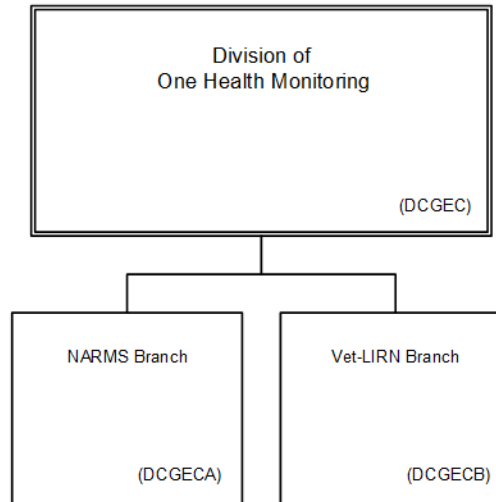 Division of
One Health Monitoring
(DCGEC)
NARMS Branch
(DCGECA)
Vet-LIRN Branch
(DCGECB)